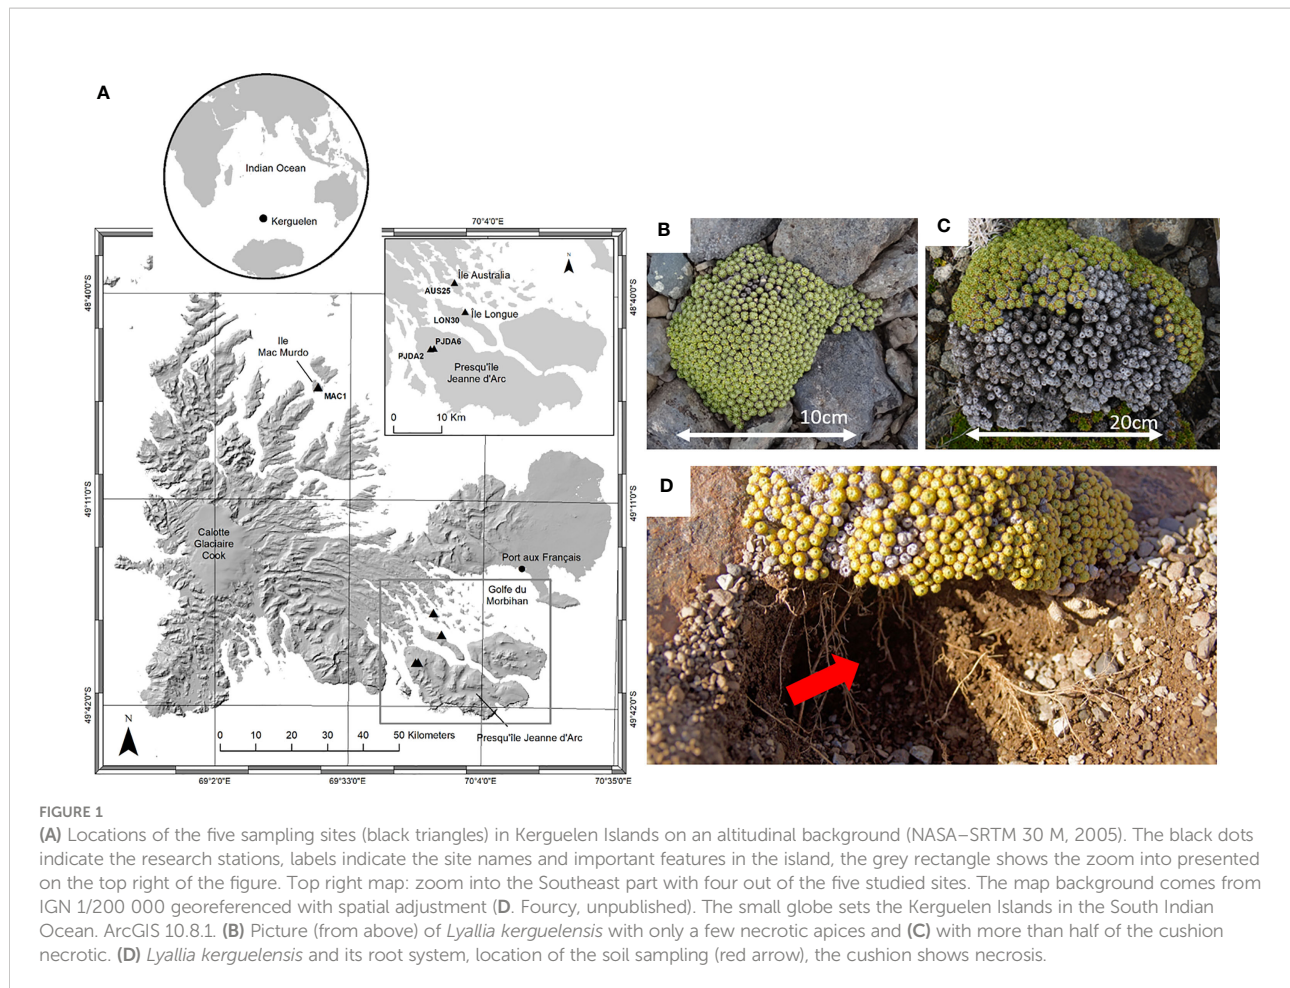 A
Indian Ocean
Kerguelen
70°4'0"E
48°40'0"S
48°40'0"S
N
Île Australia
AUS25
LON30
Île Longue
PJDA6
PJDA2
Presqu'île
Jeanne d'Arc
0
10 Km
Ile
Mac Murdo
MAC1
49°11'0"S
49°11'0"S
Calotte
Glaciaire
Cook
Port aux Français
Golfe du
Morbihan
49°42'0"S
49°42'0"S
N
0 10 20 30 40 50 Kilometers
Presqu'île Jeanne d'Arc
69°2'0"E
69°33'0"E
70°4'0"E
70°35'0"E
B
10cm
C
20cm
D
FIGURE 1
(A) Locations of the five sampling sites (black triangles) in Kerguelen Islands on an altitudinal background (NASA–SRTM 30 M, 2005). The black dots
indicate the research stations, labels indicate the site names and important features in the island, the grey rectangle shows the zoom into presented
on the top right of the figure. Top right map: zoom into the Southeast part with four out of the five studied sites. The map background comes from
IGN 1/200 000 georeferenced with spatial adjustment (D. Fourcy, unpublished). The small globe sets the Kerguelen Islands in the South Indian
Ocean. ArcGIS 10.8.1. (B) Picture (from above) of Lyallia kerguelensis with only a few necrotic apices and (C) with more than half of the cushion
necrotic. (D) Lyallia kerguelensis and its root system, location of the soil sampling (red arrow), the cushion shows necrosis.